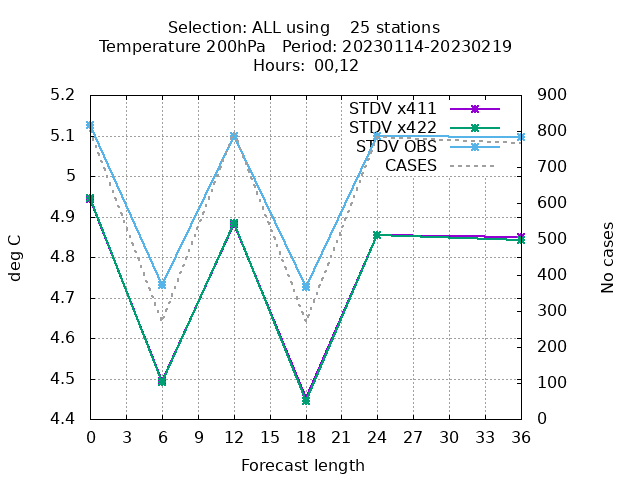 Selection: ALL using    25 stations
Temperature 200hPa   Period: 20230114-20230219
Hours:  00,12
5.2
5.1
5
4.9
4.8
4.7
4.6
4.5
4.4
900
800
700
600
500
400
300
200
100
0
STDV x411
STDV x422
STDV OBS
CASES
deg C
No cases
0 3 6 9 12 15 18 21 24 27 30 33 36
Forecast length